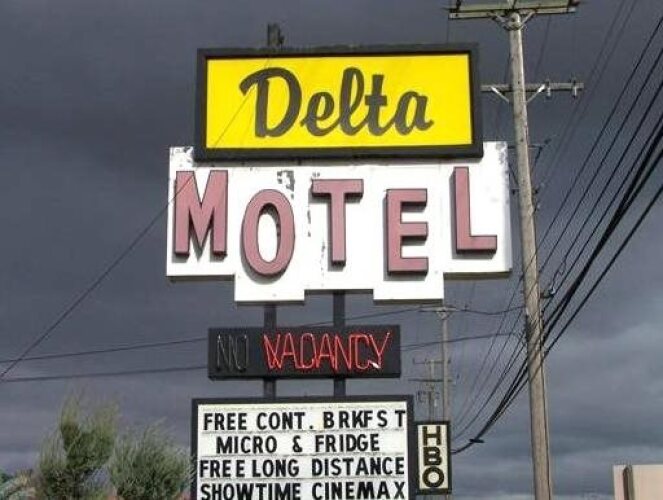 Delta
MOTEL
NO VACANCY
FREE CONT. BRKFST
MICRO & FRIDGE
FREE LONG DISTANCE
SHOWTIME CINEMAX
HBO